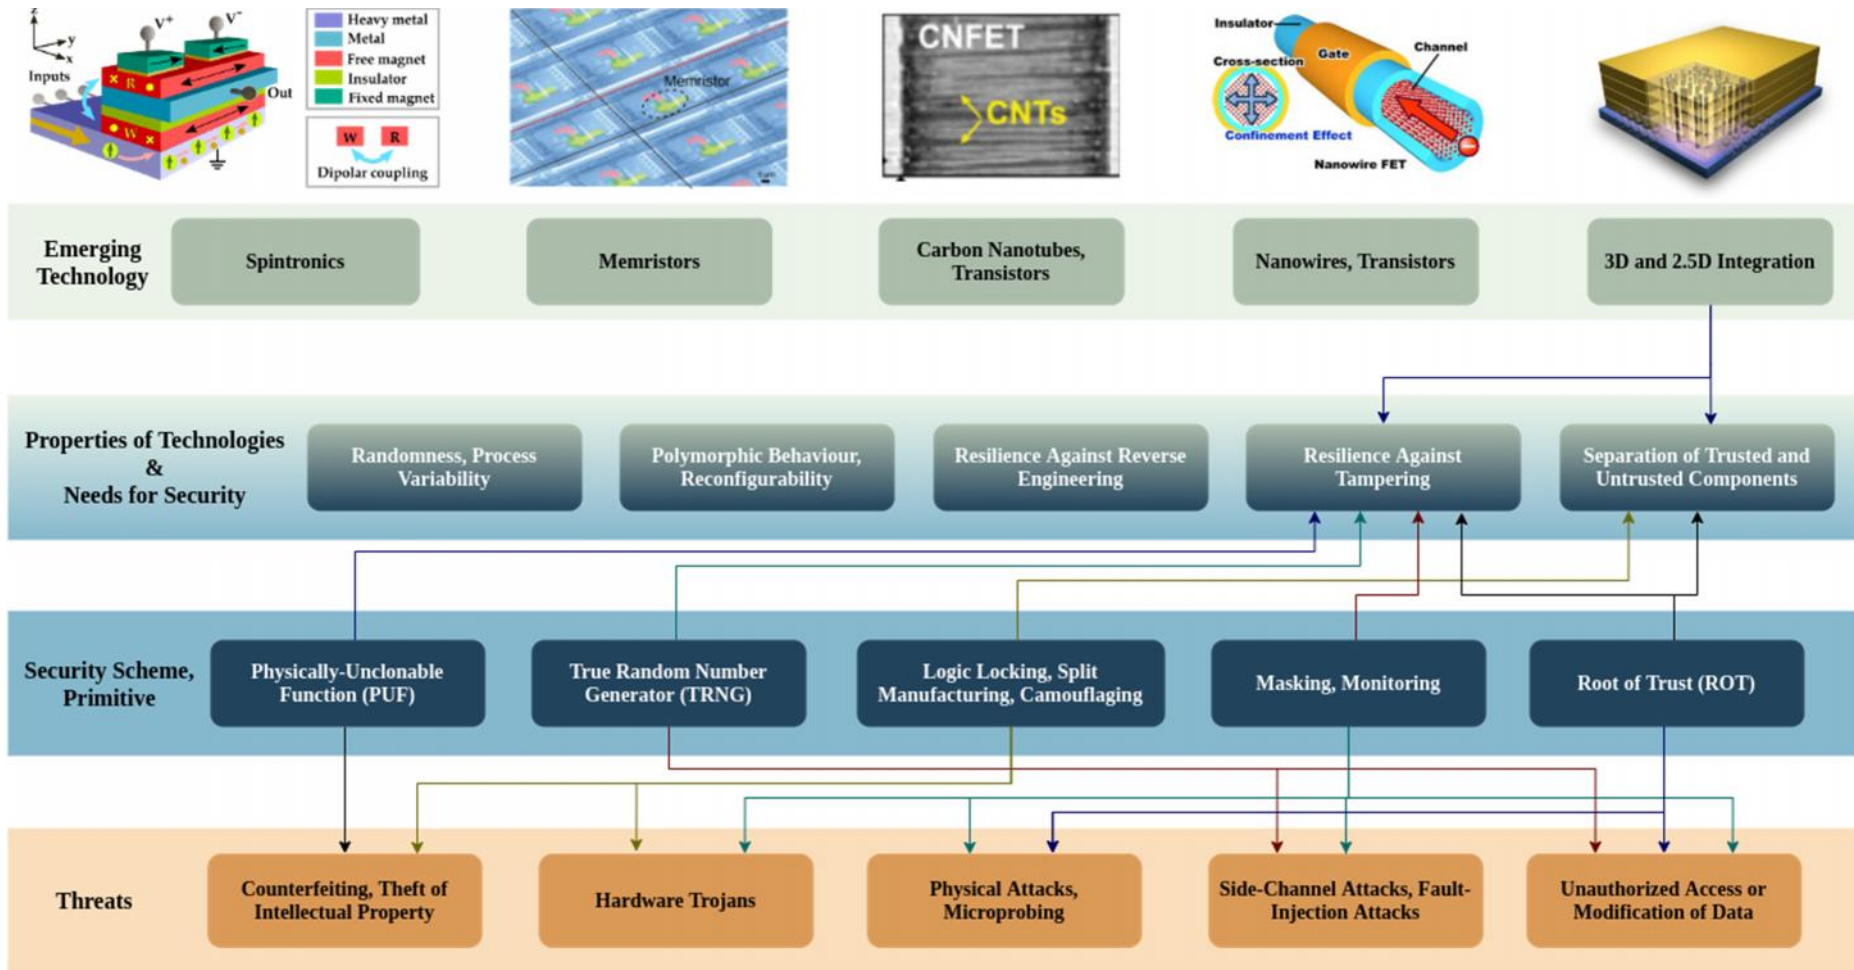 z
y
x
V+
V-
Inputs
R
W
Out
Heavy metal
Metal
Free magnet
Insulator
Fixed magnet
W R
Dipolar coupling
Memristor
CNFET
CNTs
Insulator
Gate
Channel
Cross-section
Confinement Effect
Nanowire FET
Emerging
Technology
Spintronics
Memristors
Carbon Nanotubes,
Transistors
Nanowires, Transistors
3D and 2.5D Integration
Properties of Technologies
&
Needs for Security
Randomness, Process
Variability
Polymorphic Behaviour,
Reconfigurability
Resilience Against Reverse
Engineering
Resilience Against
Tampering
Separation of Trusted and
Untrusted Components
Security Scheme,
Primitive
Physically-Unclonable
Function (PUF)
True Random Number
Generator (TRNG)
Logic Locking, Split
Manufacturing, Camouflaging
Masking, Monitoring
Root of Trust (ROT)
Threats
Counterfeiting, Theft of
Intellectual Property
Hardware Trojans
Physical Attacks,
Microprobing
Side-Channel Attacks, Fault-
Injection Attacks
Unauthorized Access or
Modification of Data